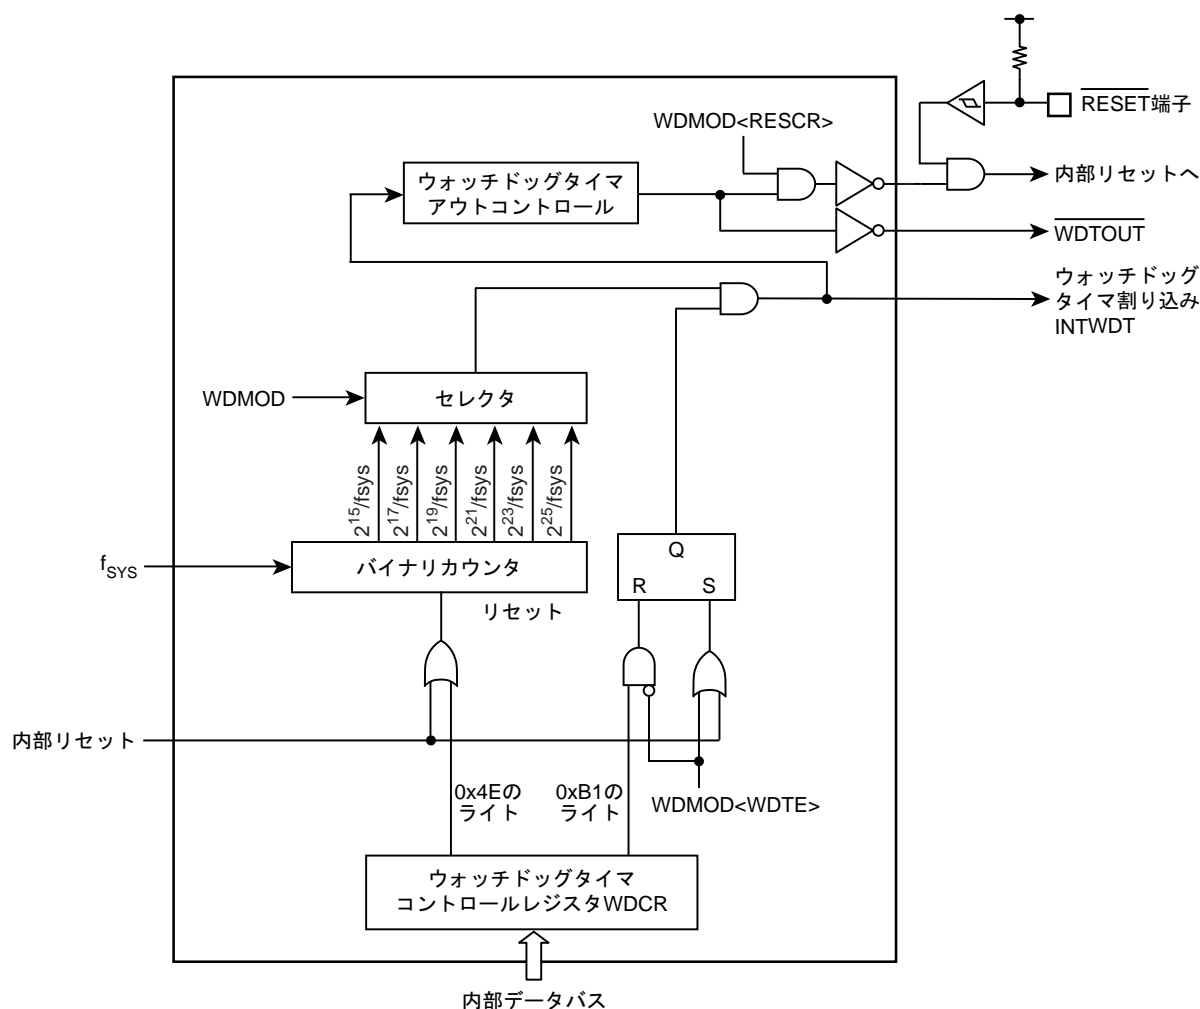 RESET端子
WDMOD<RESCR>
内部リセットへ
ウォッチドッグタイマ
アウトコントロール
WDTOUT
ウォッチドッグ
タイマ割り込み
INTWDT
WDMOD
セレクタ
2^15/fsys
2^17/fsys
2^19/fsys
2^21/fsys
2^23/fsys
2^25/fsys
Q
fSYS
バイナリカウンタ
R
S
リセット
内部リセット
0x4Eの
ライト
0xB1の
ライト
WDMOD<WDTE>
ウォッチドッグタイマ
コントロールレジスタWDCR
内部データバス